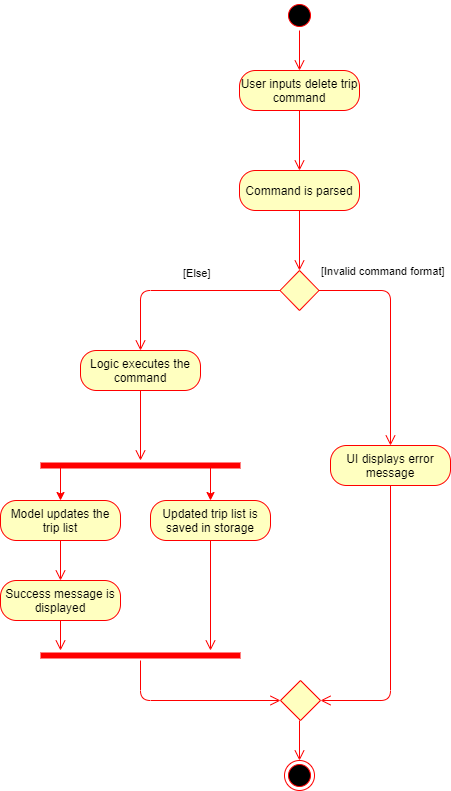 User inputs delete trip
command
Command is parsed
[Else]
[Invalid command format]
Logic executes the
command
UI displays error
message
Model updates the
trip list
Updated trip list is
saved in storage
Success message is
displayed